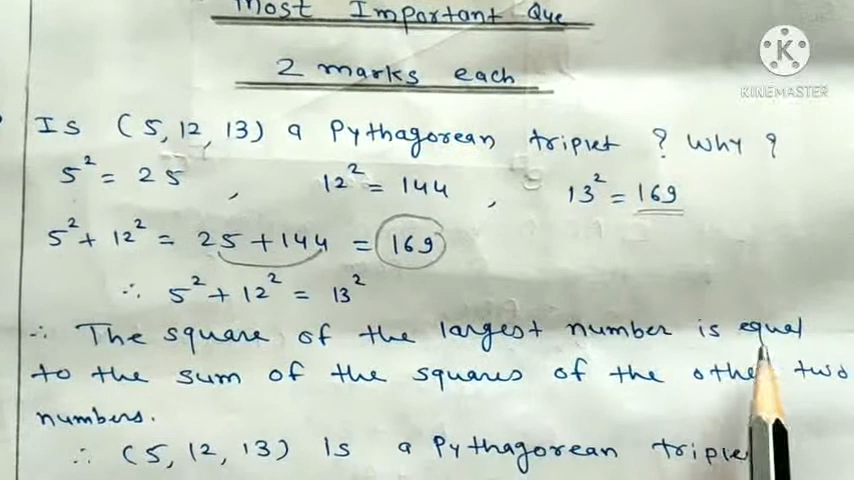 Most Important Que
2 marks each
KINEMASTER
Is (5, 12, 13) a Pythagorean triplet ? Why ?
5² = 25 , 12² = 144 , 13² = 169
5² + 12² = 25 + 144 = 169
∴ 5² + 12² = 13²
∴ The square of the largest number is equal
to the sum of the squares of the othe two
numbers.
∴ (5, 12, 13) Is a Pythagorean triple